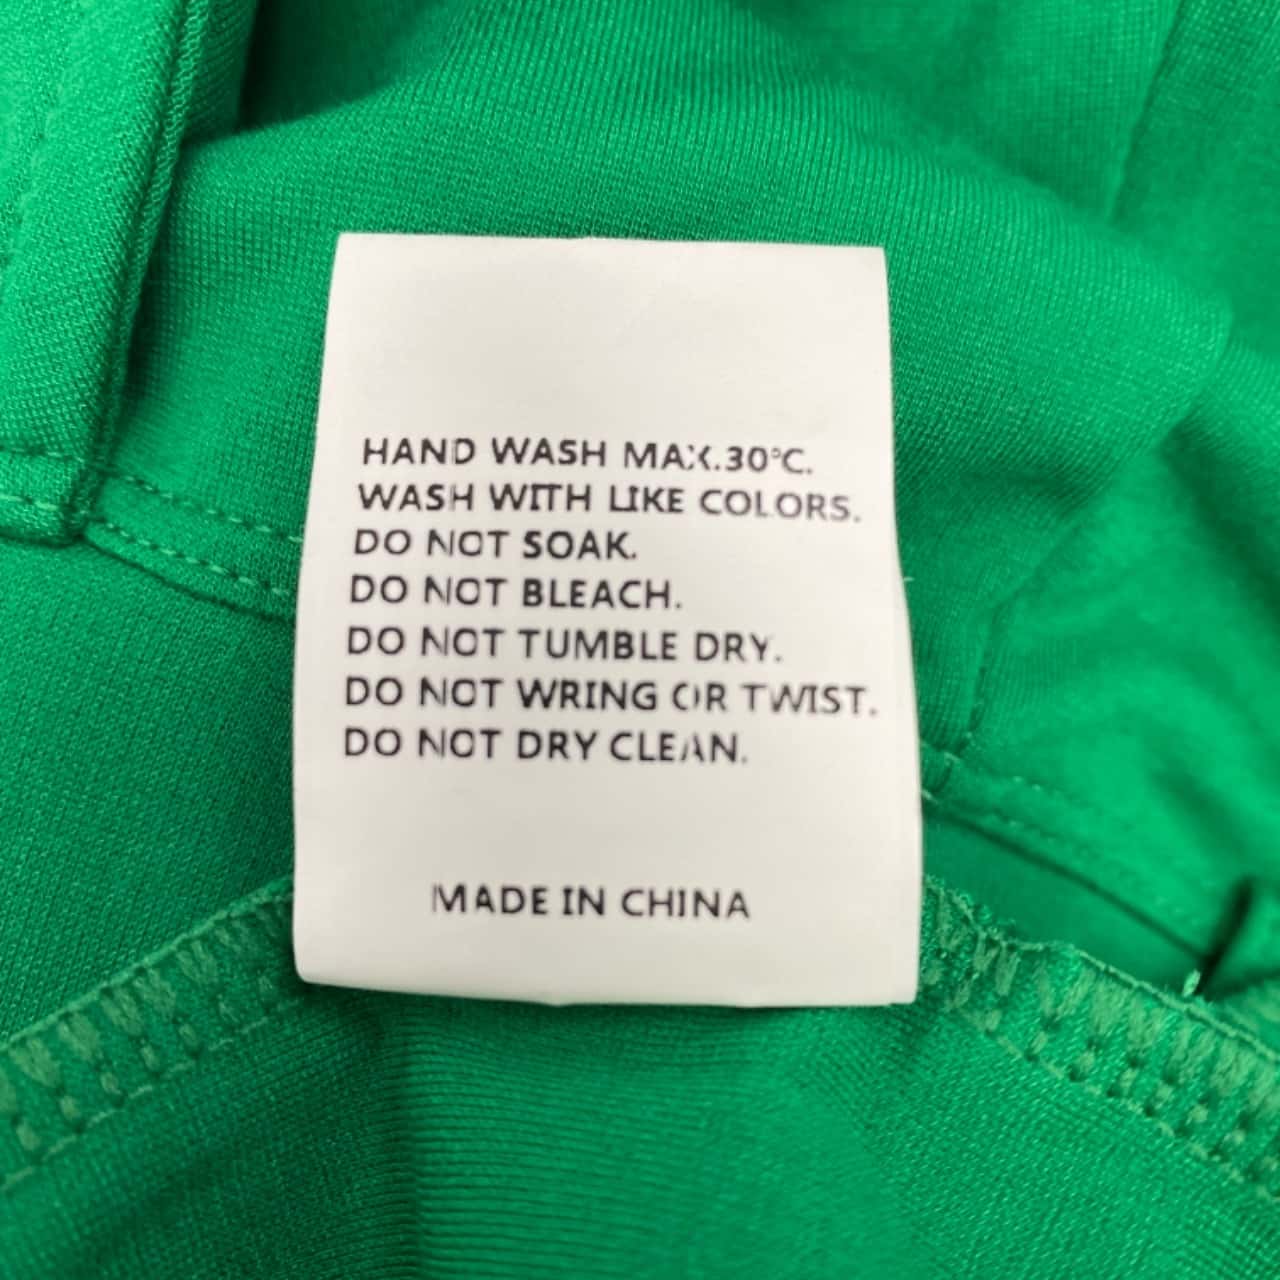 HAND WASH MAX.30°C.
WASH WITH LIKE COLORS.
DO NOT SOAK.
DO NOT BLEACH.
DO NOT TUMBLE DRY.
DO NOT WRING OR TWIST.
DO NOT DRY CLEAN.
MADE IN CHINA